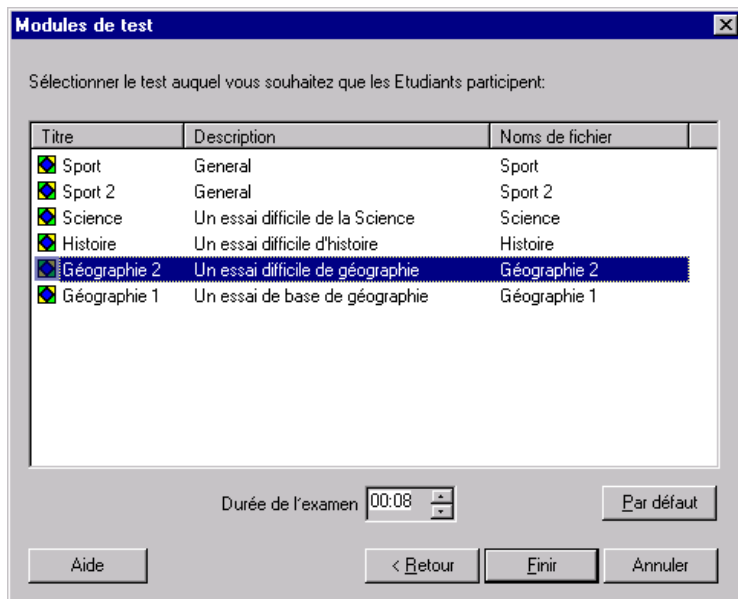 Modules de test
Sélectionner le test auquel vous souhaitez que les Etudiants participent:
Titre Description Noms de fichier
Sport General Sport
Sport 2 General Sport 2
Science Un essai difficile de la Science Science
Histoire Un essai difficile d'histoire Histoire
Géographie 2 Un essai difficile de géographie Géographie 2
Géographie 1 Un essai de base de géographie Géographie 1
Durée de l'examen 00:08 Par défaut
Aide < Retour Finir Annuler